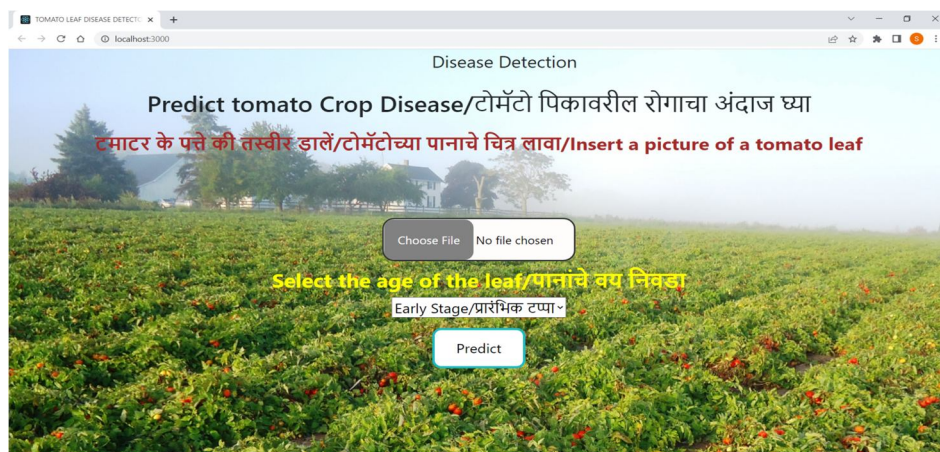 TOMATO LEAF DISEASE DETECTI
localhost:3000
Disease Detection
Predict tomato Crop Disease/टोमॅटो पिकावरील रोगाचा अंदाज घ्या
टमाटर के पत्ते की तस्वीर डालें/टोमॅटोच्या पानाचे चित्र लावा/Insert a picture of a tomato leaf
Choose File No file chosen
Select the age of the leaf/पानांचे वय निवडा
Early Stage/प्रारंभिक टप्पा
Predict